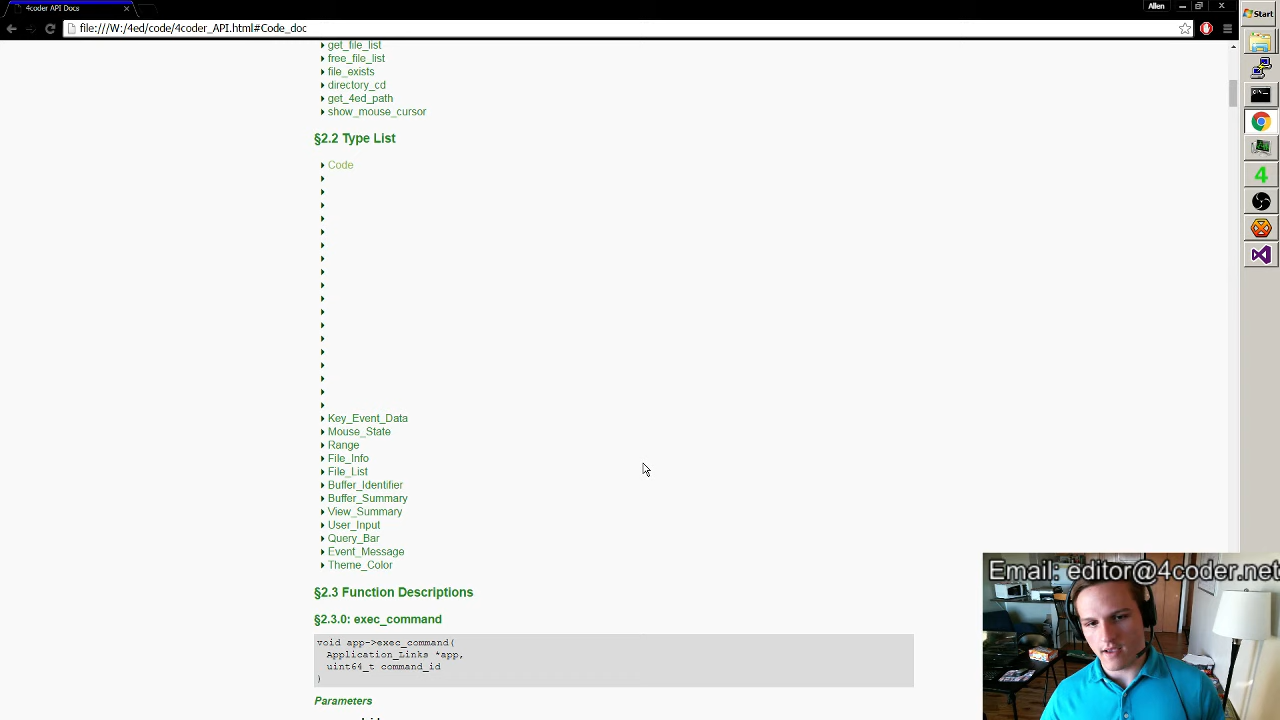 4coder API Docs
Allen
Start
file:///W:/4ed/code/4coder_API.html#Code_doc
get_file_list
free_file_list
file_exists
directory_cd
get_4ed_path
show_mouse_cursor
§2.2 Type List
Code
Key_Event_Data
Mouse_State
Range
File_Info
File_List
Buffer_Identifier
Buffer_Summary
View_Summary
User_Input
Query_Bar
Event_Message
Theme_Color
§2.3 Function Descriptions
§2.3.0: exec_command
void app->exec_command(
Application_Links *app,
uint64_t command_id
)
Parameters
Email: editor@4coder.net
4